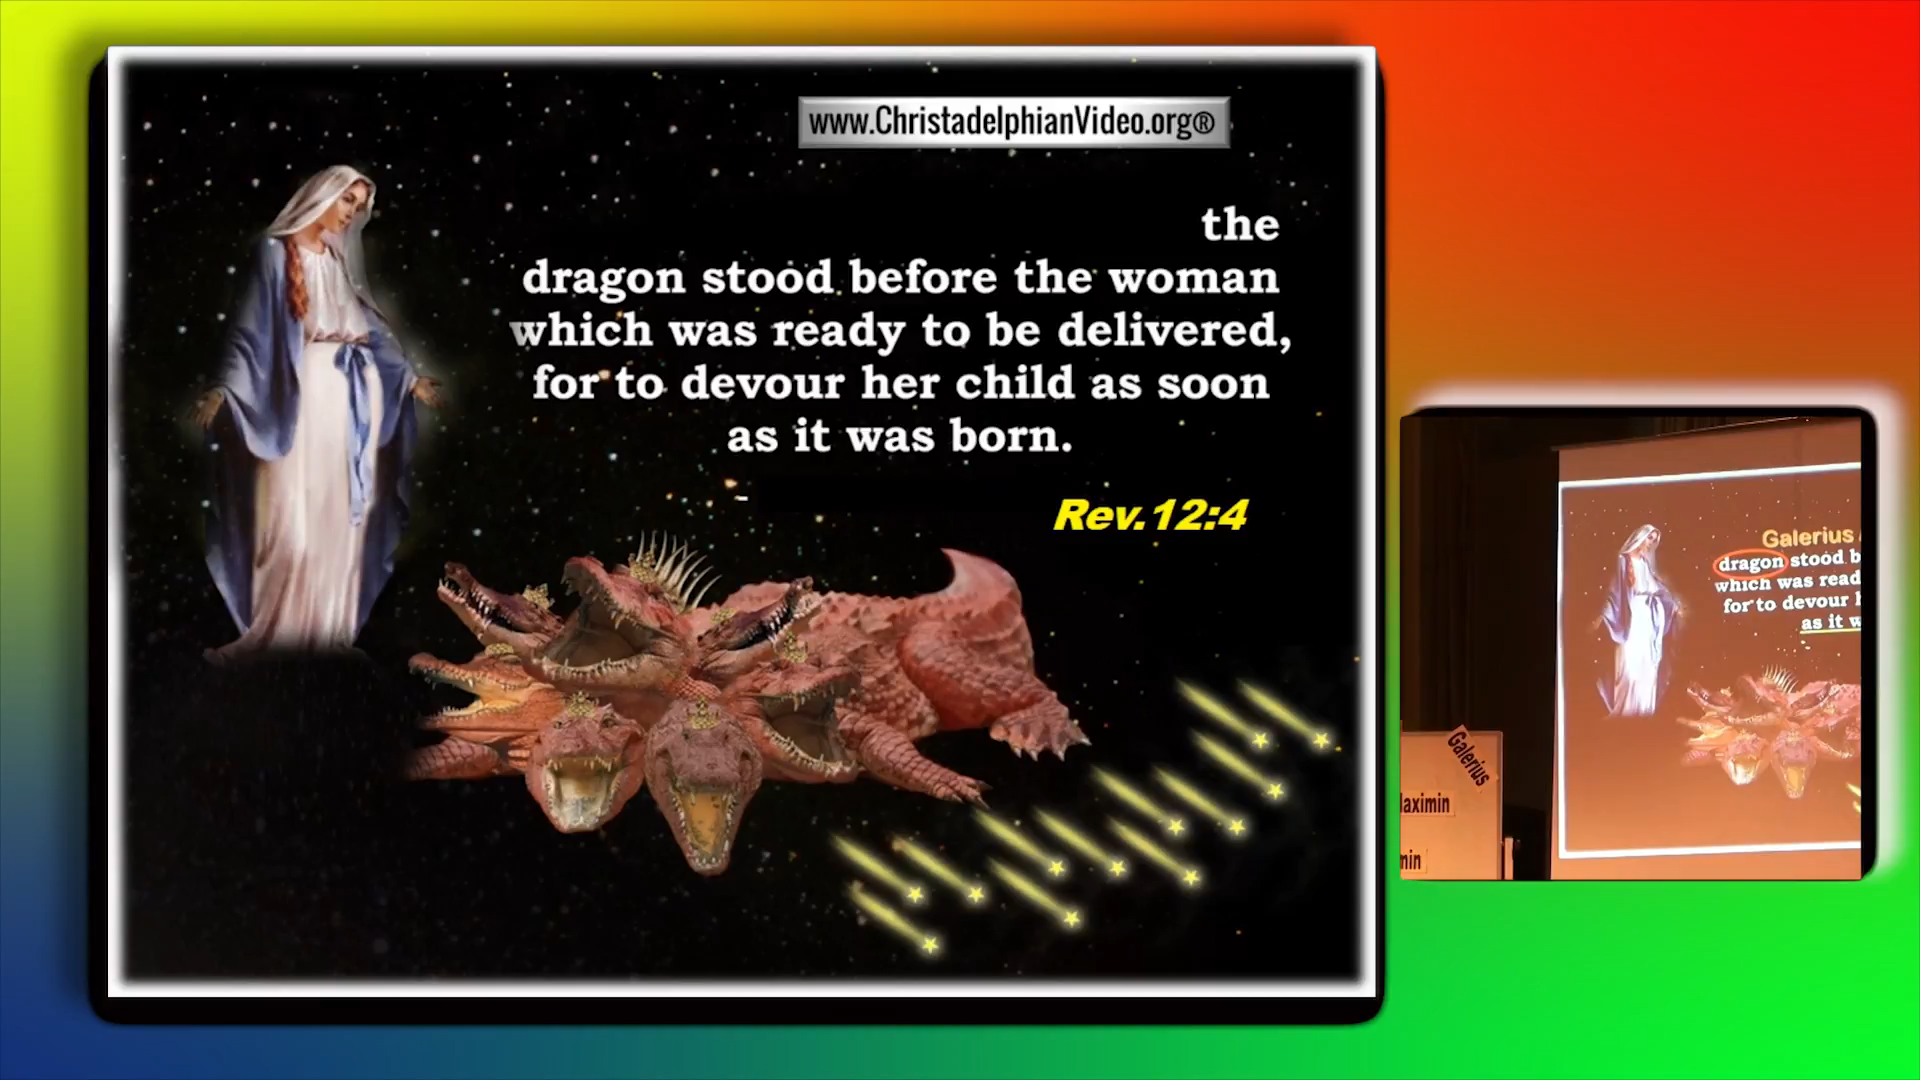 www.ChristadelphianVideo.org®
the
dragon stood before the woman
which was ready to be delivered,
for to devour her child as soon
as it was born.
Rev.12:4
Galerius
dragon stood b
which was read
for to devour
as it w
Galerius
aximin
min